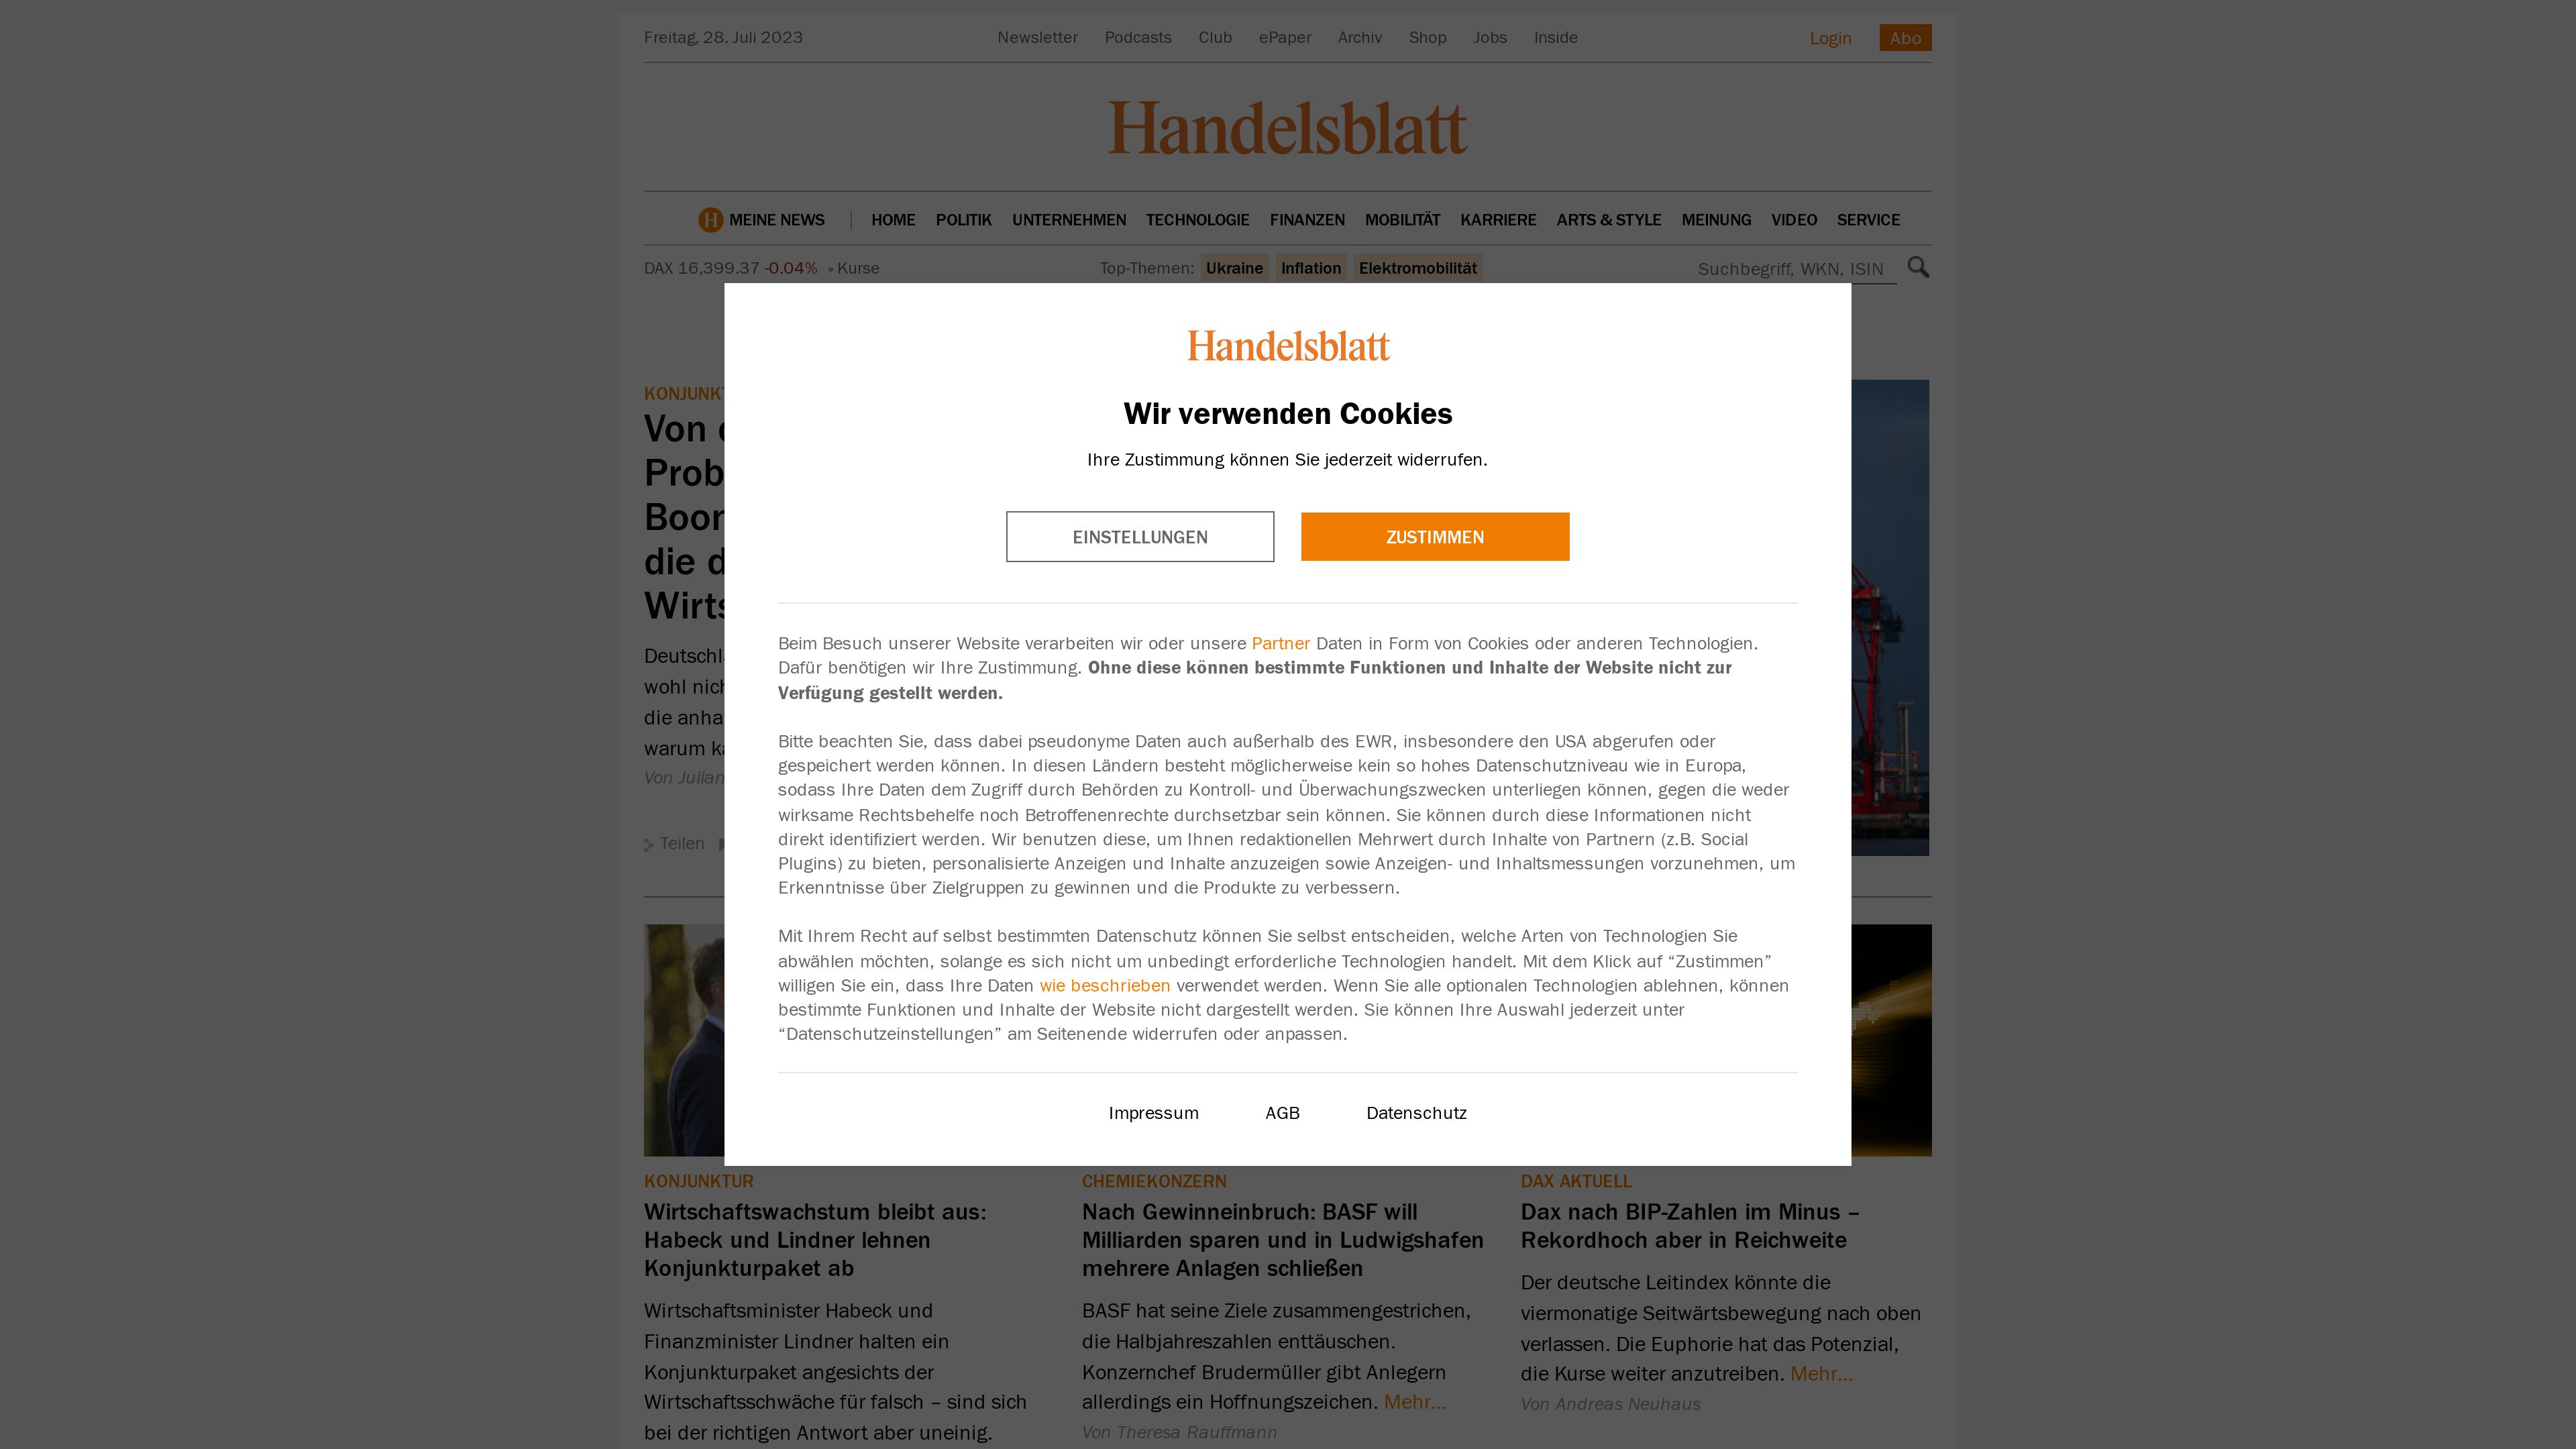 Freitag, 28. Juli 2023
Newsletter Podcasts Club ePaper Archiv Shop Jobs Inside
Login Abo
Handelsblatt
H MEINE NEWS HOME POLITIK UNTERNEHMEN TECHNOLOGIE FINANZEN MOBILITÄT KARRIERE ARTS & STYLE MEINUNG VIDEO SERVICE
DAX 16,399.37 -0.04% » Kurse
Top-Themen: Ukraine Inflation Elektromobilität
Suchbegriff, WKN, ISIN
Von
die
Deutschl
wohl nich
die anha
warum
Von Julian
Teilen
Handelsblatt
Wir verwenden Cookies
Ihre Zustimmung können Sie jederzeit widerrufen.
EINSTELLUNGEN ZUSTIMMEN
Beim Besuch unserer Website verarbeiten wir oder unsere Partner Daten in Form von Cookies oder anderen Technologien.
Dafür benötigen wir Ihre Zustimmung. Ohne diese können bestimmte Funktionen und Inhalte der Website nicht zur
Verfügung gestellt werden.
Bitte beachten Sie, dass dabei pseudonyme Daten auch außerhalb des EWR, insbesondere den USA abgerufen oder
gespeichert werden können. In diesen Ländern besteht möglicherweise kein so hohes Datenschutzniveau wie in Europa,
sodass Ihre Daten dem Zugriff durch Behörden zu Kontroll- und Überwachungszwecken unterliegen können, gegen die weder
wirksame Rechtsbehelfe noch Betroffenenrechte durchsetzbar sein können. Sie können durch diese Informationen nicht
direkt identifiziert werden. Wir benutzen diese, um Ihnen redaktionellen Mehrwert durch Inhalte von Partnern (z.B. Social
Plugins) zu bieten, personalisierte Anzeigen und Inhalte anzuzeigen sowie Anzeigen- und Inhaltsmessungen vorzunehmen, um
Erkenntnisse über Zielgruppen zu gewinnen und die Produkte zu verbessern.
Mit Ihrem Recht auf selbst bestimmten Datenschutz können Sie selbst entscheiden, welche Arten von Technologien Sie
abwählen möchten, solange es sich nicht um unbedingt erforderliche Technologien handelt. Mit dem Klick auf “Zustimmen”
willigen Sie ein, dass Ihre Daten wie beschrieben verwendet werden. Wenn Sie alle optionalen Technologien ablehnen, können
bestimmte Funktionen und Inhalte der Website nicht dargestellt werden. Sie können Ihre Auswahl jederzeit unter
“Datenschutzeinstellungen” am Seitenende widerrufen oder anpassen.
Impressum AGB Datenschutz
KONJUNKTUR
Wirtschaftswachstum bleibt aus:
Habeck und Lindner lehnen
Konjunkturpaket ab
Wirtschaftsminister Habeck und
Finanzminister Lindner halten ein
Konjunkturpaket angesichts der
Wirtschaftsschwäche für falsch – sind sich
bei der richtigen Antwort aber uneinig.
CHEMIEKONZERN
Nach Gewinneinbruch: BASF will
Milliarden sparen und in Ludwigshafen
mehrere Anlagen schließen
BASF hat seine Ziele zusammengestrichen,
die Halbjahreszahlen enttäuschen.
Konzernchef Brudermüller gibt Anlegern
allerdings ein Hoffnungszeichen. Mehr...
Von Theresa Rauffmann
DAX AKTUELL
Dax nach BIP-Zahlen im Minus –
Rekordhoch aber in Reichweite
Der deutsche Leitindex könnte die
viermonatige Seitwärtsbewegung nach oben
verlassen. Die Euphorie hat das Potenzial,
die Kurse weiter anzutreiben. Mehr...
Von Andreas Neuhaus